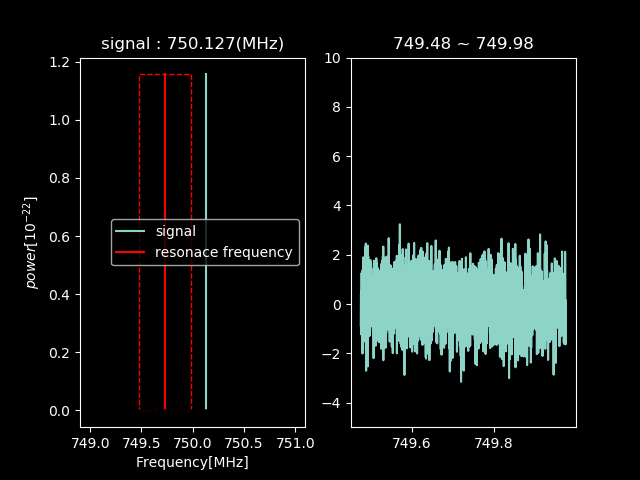 signal : 750.127(MHz)
749.48 ~ 749.98
power[10^{-22}]
1.2
1.0
0.8
0.6
0.4
0.2
0.0
signal
resonace frequency
749.0 749.5 750.0 750.5 751.0
Frequency[MHz]
10
8
6
4
2
0
−2
−4
749.6 749.8